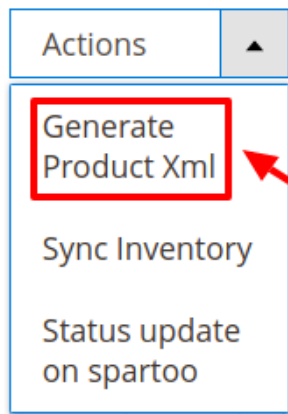 Actions
Generate
Product Xml
Sync Inventory
Status update
on spartoo